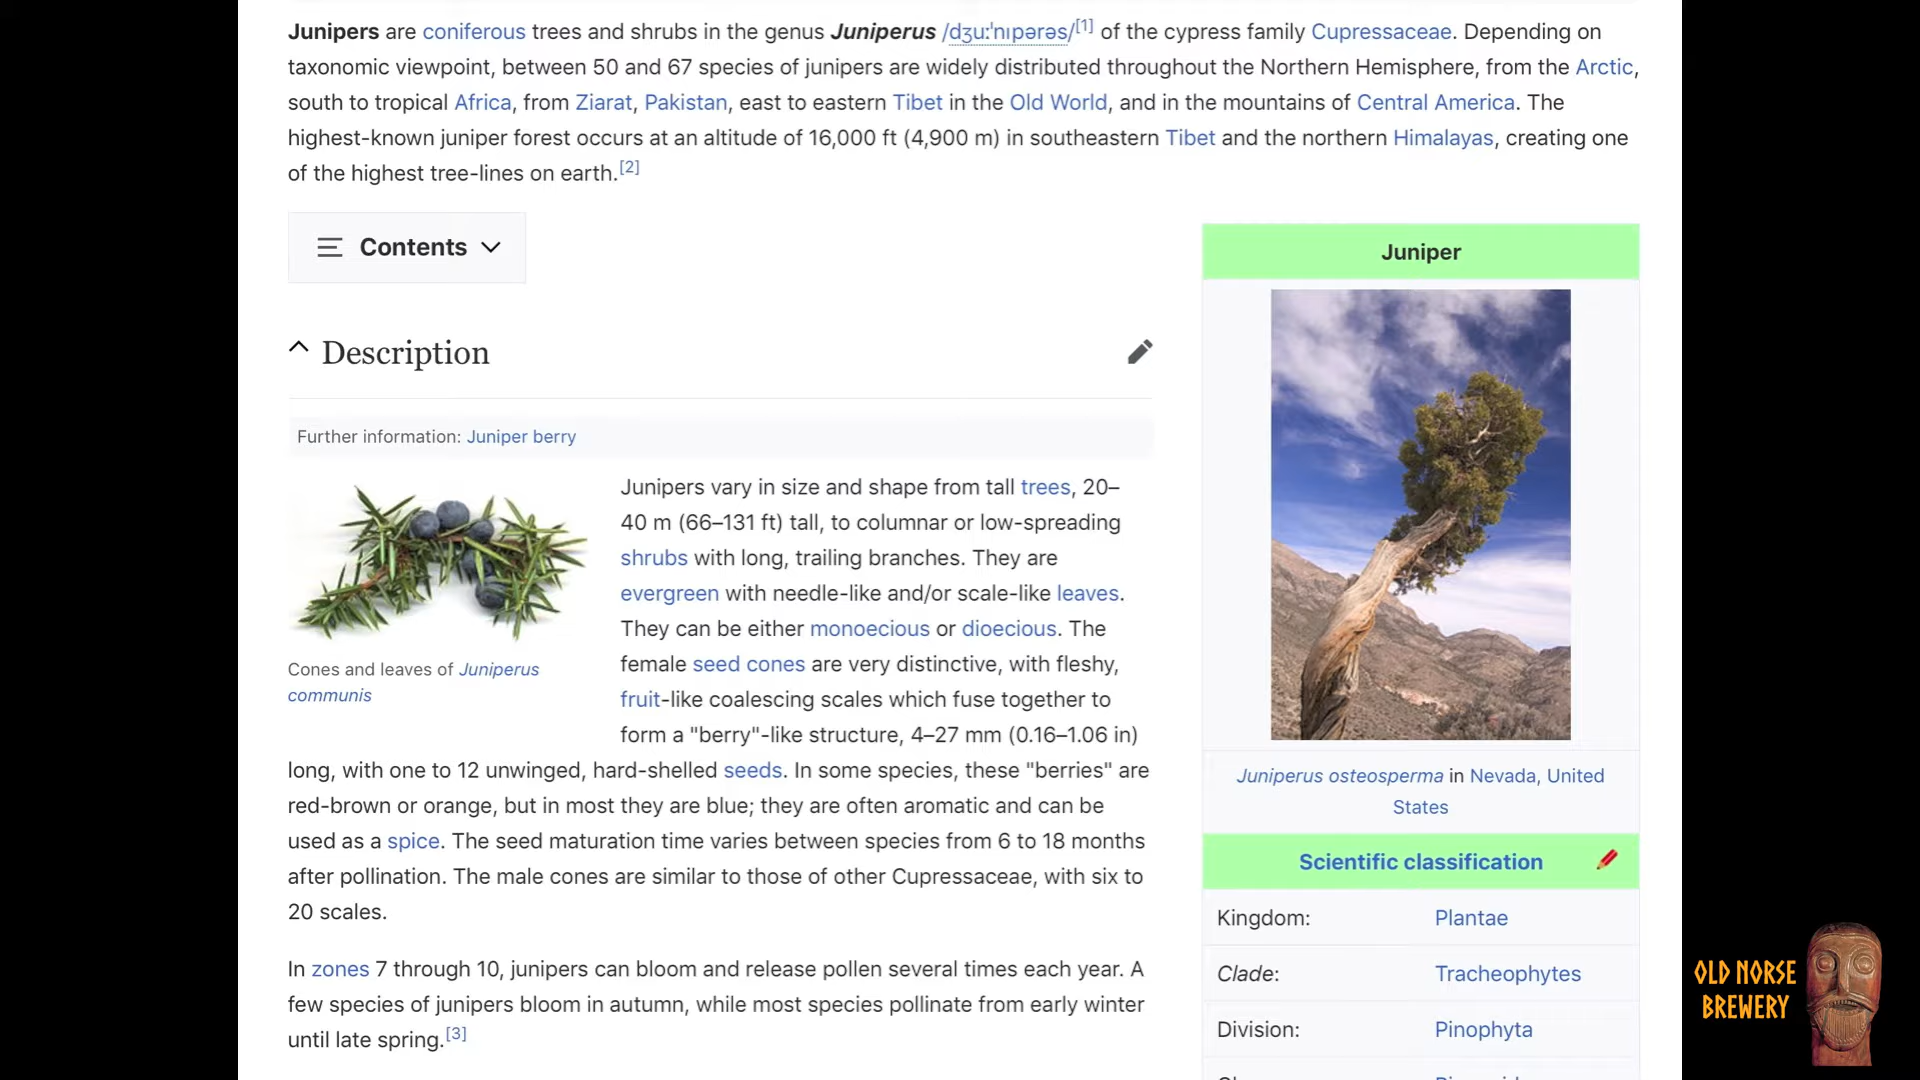 Junipers are coniferous trees and shrubs in the genus Juniperus /dʒuːˈnɪpərəs/[1] of the cypress family Cupressaceae. Depending on
taxonomic viewpoint, between 50 and 67 species of junipers are widely distributed throughout the Northern Hemisphere, from the Arctic,
south to tropical Africa, from Ziarat, Pakistan, east to eastern Tibet in the Old World, and in the mountains of Central America. The
highest-known juniper forest occurs at an altitude of 16,000 ft (4,900 m) in southeastern Tibet and the northern Himalayas, creating one
of the highest tree-lines on earth.[2]
Contents
Description
Further information: Juniper berry
Cones and leaves of Juniperus
communis
Junipers vary in size and shape from tall trees, 20–
40 m (66–131 ft) tall, to columnar or low-spreading
shrubs with long, trailing branches. They are
evergreen with needle-like and/or scale-like leaves.
They can be either monoecious or dioecious. The
female seed cones are very distinctive, with fleshy,
fruit-like coalescing scales which fuse together to
form a "berry"-like structure, 4–27 mm (0.16–1.06 in)
long, with one to 12 unwinged, hard-shelled seeds. In some species, these "berries" are
red-brown or orange, but in most they are blue; they are often aromatic and can be
used as a spice. The seed maturation time varies between species from 6 to 18 months
after pollination. The male cones are similar to those of other Cupressaceae, with six to
20 scales.
In zones 7 through 10, junipers can bloom and release pollen several times each year. A
few species of junipers bloom in autumn, while most species pollinate from early winter
until late spring.[3]
Juniper
Juniperus osteosperma in Nevada, United
States
Scientific classification
Kingdom: Plantae
Clade: Tracheophytes
Division: Pinophyta
OLD NORSE
BREWERY